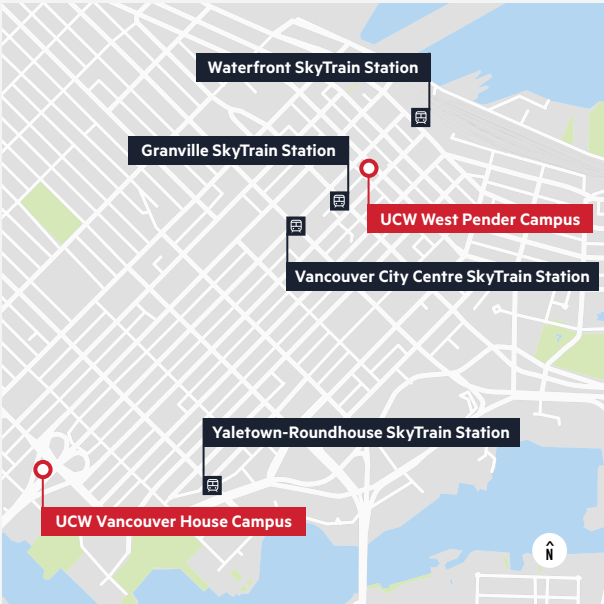 Waterfront SkyTrain Station
Granville SkyTrain Station
UCW West Pender Campus
Vancouver City Centre SkyTrain Station
Yaletown-Roundhouse SkyTrain Station
UCW Vancouver House Campus
N